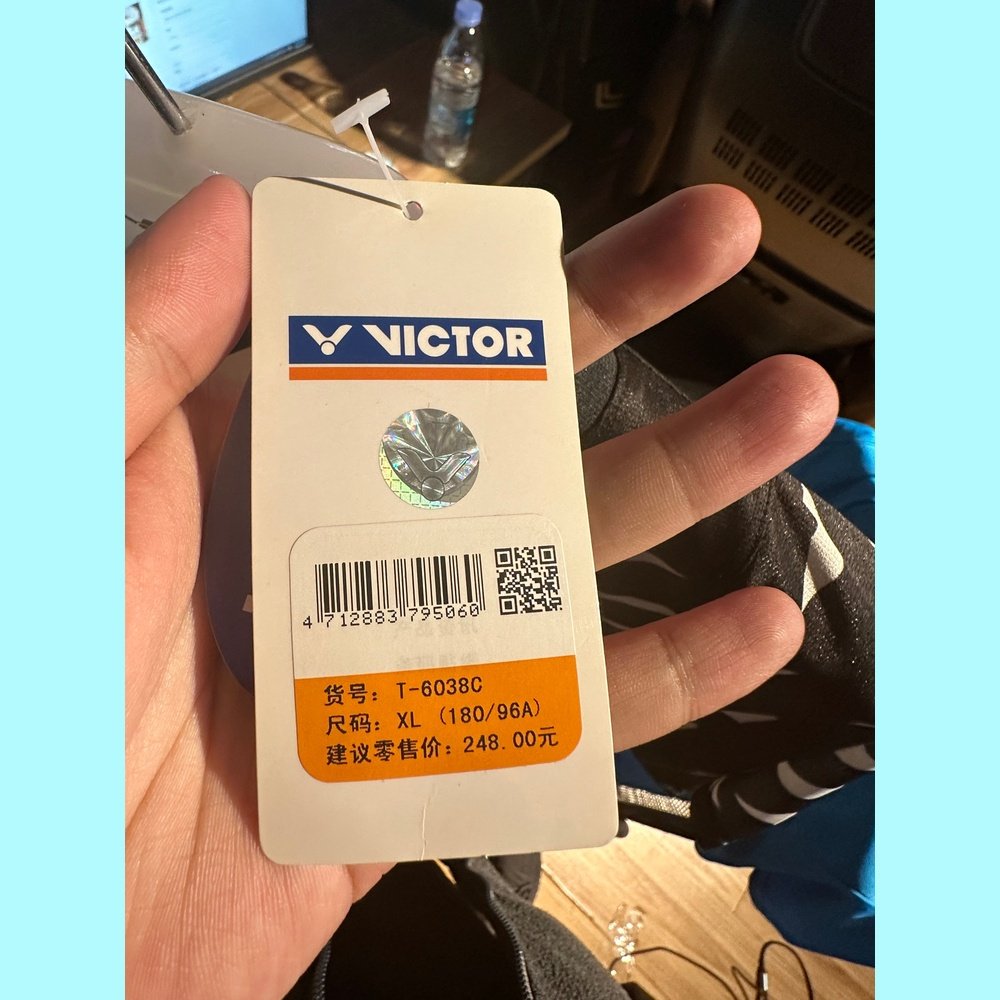 VICTOR
4 712883 795060
货号: T-6038C
尺码: XL (180/96A)
建议零售价: 248.00元